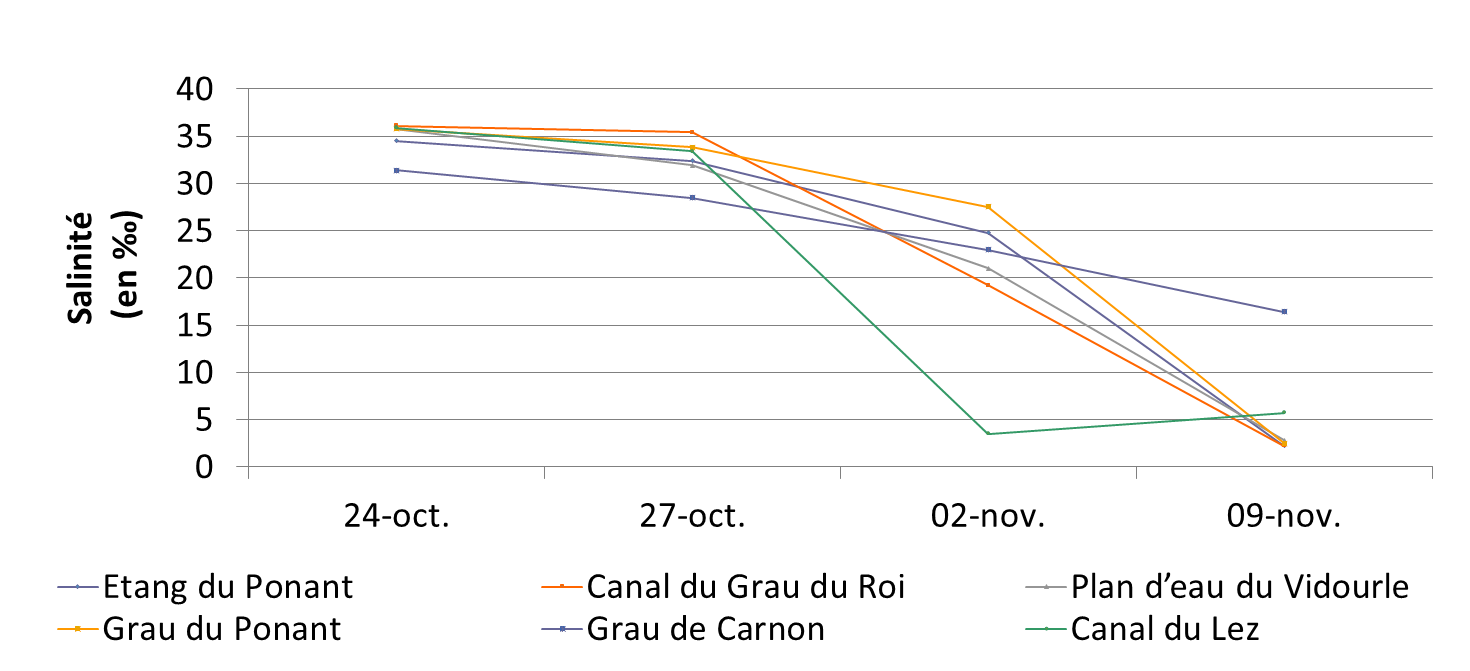 40
35
30
25
20
15
10
5
0
Salinité
(en ‰)
24-oct.
27-oct.
02-nov.
09-nov.
Etang du Ponant
Canal du Grau du Roi
Plan d’eau du Vidourle
Grau du Ponant
Grau de Carnon
Canal du Lez